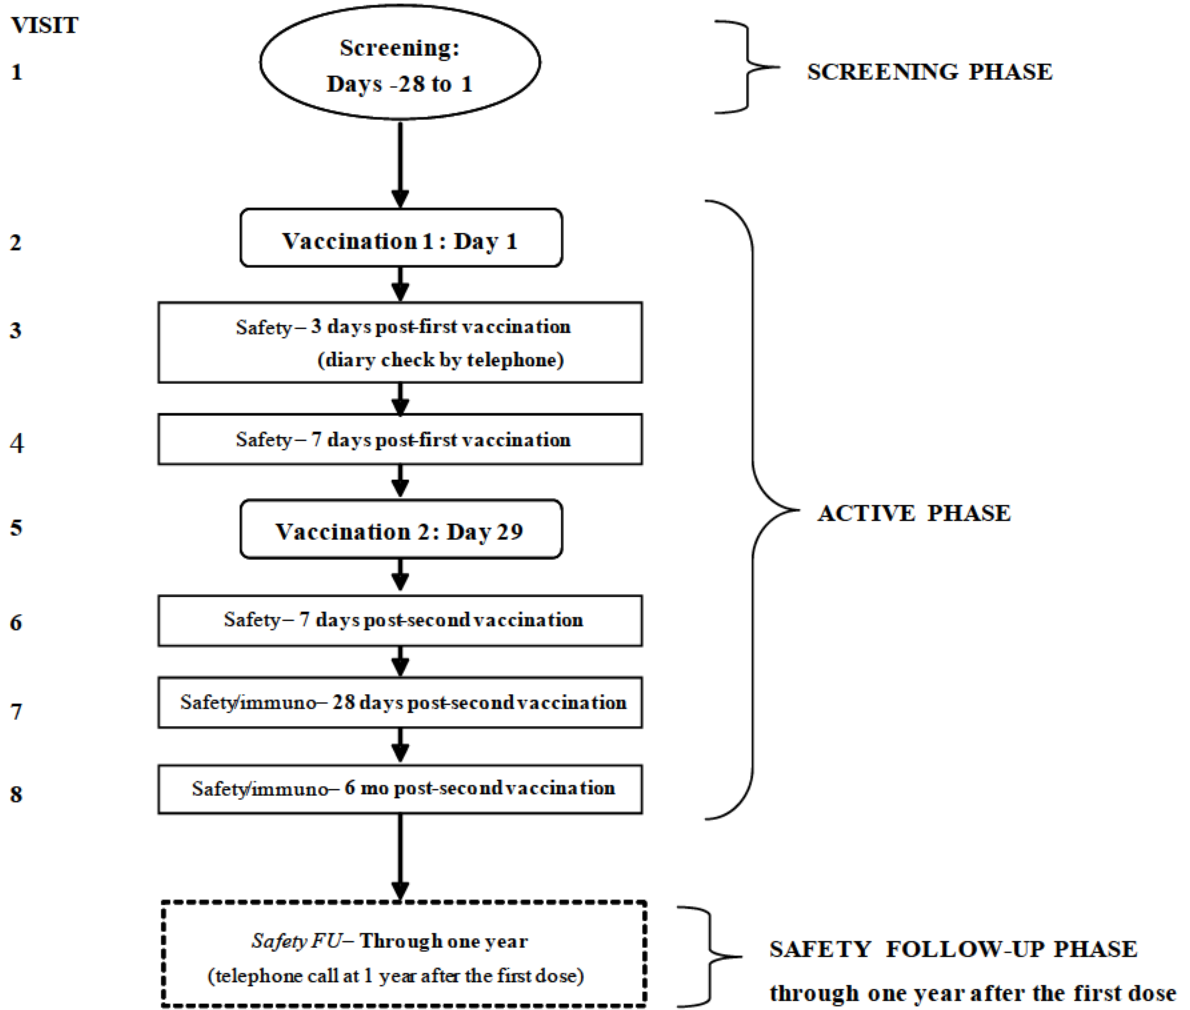 VISIT
1
Screening:
Days -28 to 1
SCREENING PHASE
2
Vaccination 1 : Day 1
3
Safety– 3 days post-first vaccination
(diary check by telephone)
4
Safety– 7 days post-first vaccination
5
Vaccination 2: Day 29
ACTIVE PHASE
6
Safety– 7 days post-second vaccination
7
Safety/immuno– 28 days post-second vaccination
8
Safety/immuno– 6 mo post-second vaccination
Safety FU– Through one year
(telephone call at 1 year after the first dose)
SAFETY FOLLOW-UP PHASE
through one year after the first dose